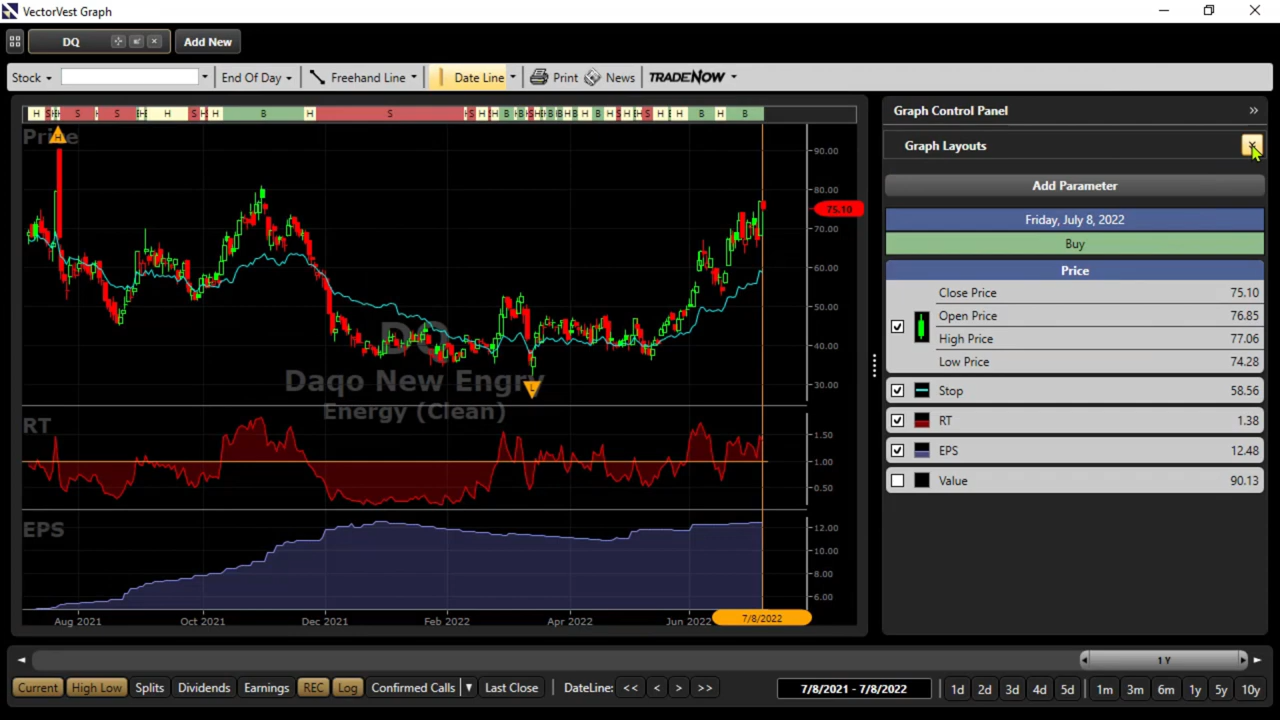 VectorVest Graph
DQ
Add New
Stock
End Of Day
Freehand Line
Date Line
Print
News
TRADENOW
Graph Control Panel
Graph Layouts
Add Parameter
Friday, July 8, 2022
Buy
Price
Close Price 75.10
Open Price 76.85
High Price 77.06
Low Price 74.28
Stop 58.56
RT 1.38
EPS 12.48
Value 90.13
H S S S H S H B H S S H H B B S H B B H H B H S H H S H H B H B
Price
H
90.00
80.00
75.10
70.00
60.00
50.00
40.00
30.00
L
DQ
Daqo New Engry
Energy (Clean)
RT
1.50
1.00
0.50
EPS
12.00
10.00
8.00
6.00
Aug 2021 Oct 2021 Dec 2021 Feb 2022 Apr 2022 Jun 2022 7/8/2022
1 Y
Current High Low Splits Dividends Earnings REC Log Confirmed Calls Last Close DateLine: << < > >> 7/8/2021 - 7/8/2022 1d 2d 3d 4d 5d 1m 3m 6m 1y 5y 10y